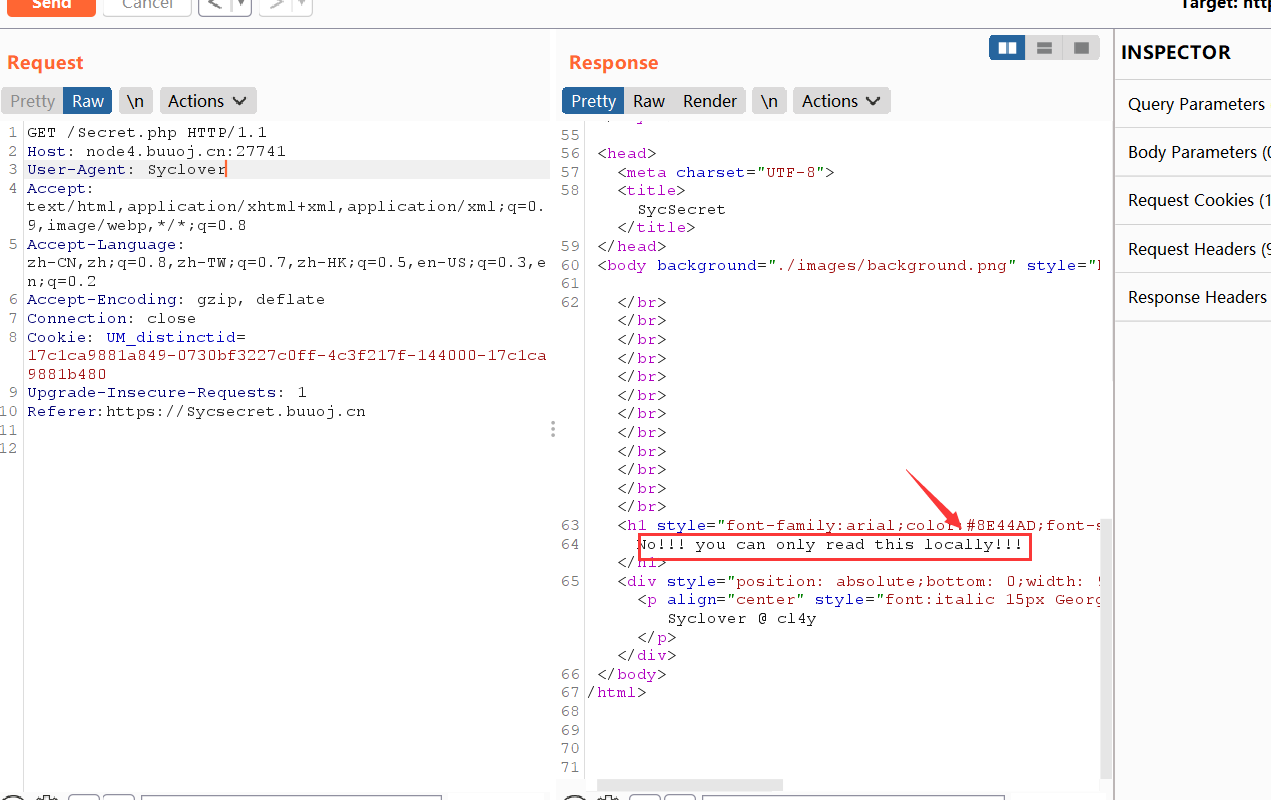 Send
Cancel
Target:
Request
Response
INSPECTOR
Pretty
Raw
\n
Actions
Pretty
Raw
Render
\n
Actions
Query Parameters
Body Parameters
Request Cookies
Request Headers
Response Headers
1 GET /Secret.php HTTP/1.1
2 Host: node4.buuoj.cn:27741
3 User-Agent: Syclover
4 Accept:
text/html,application/xhtml+xml,application/xml;q=0.
9,image/webp,*/*;q=0.8
5 Accept-Language:
zh-CN,zh;q=0.8,zh-TW;q=0.7,zh-HK;q=0.5,en-US;q=0.3,e
n;q=0.2
6 Accept-Encoding: gzip, deflate
7 Connection: close
8 Cookie: UM_distinctid=
17c1ca9881a849-0730bf3227c0ff-4c3f217f-144000-17c1ca
9881b480
9 Upgrade-Insecure-Requests: 1
10 Referer:https://Sycsecret.buuoj.cn
11
12
55
56 <head>
57 <meta charset="UTF-8">
58 <title>
SycSecret
</title>
59 </head>
60 <body background="./images/background.png" style="
61
62 </br>
</br>
</br>
</br>
</br>
</br>
</br>
</br>
</br>
</br>
</br>
</br>
63 <h1 style="font-family:arial;color:#8E44AD;font-s
64 No!!! you can only read this locally!!!
</h1>
65 <div style="position: absolute;bottom: 0;width: 9
<p align="center" style="font:italic 15px Georg
Syclover @ cl4y
</p>
</div>
66 </body>
67 /html>
68
69
70
71